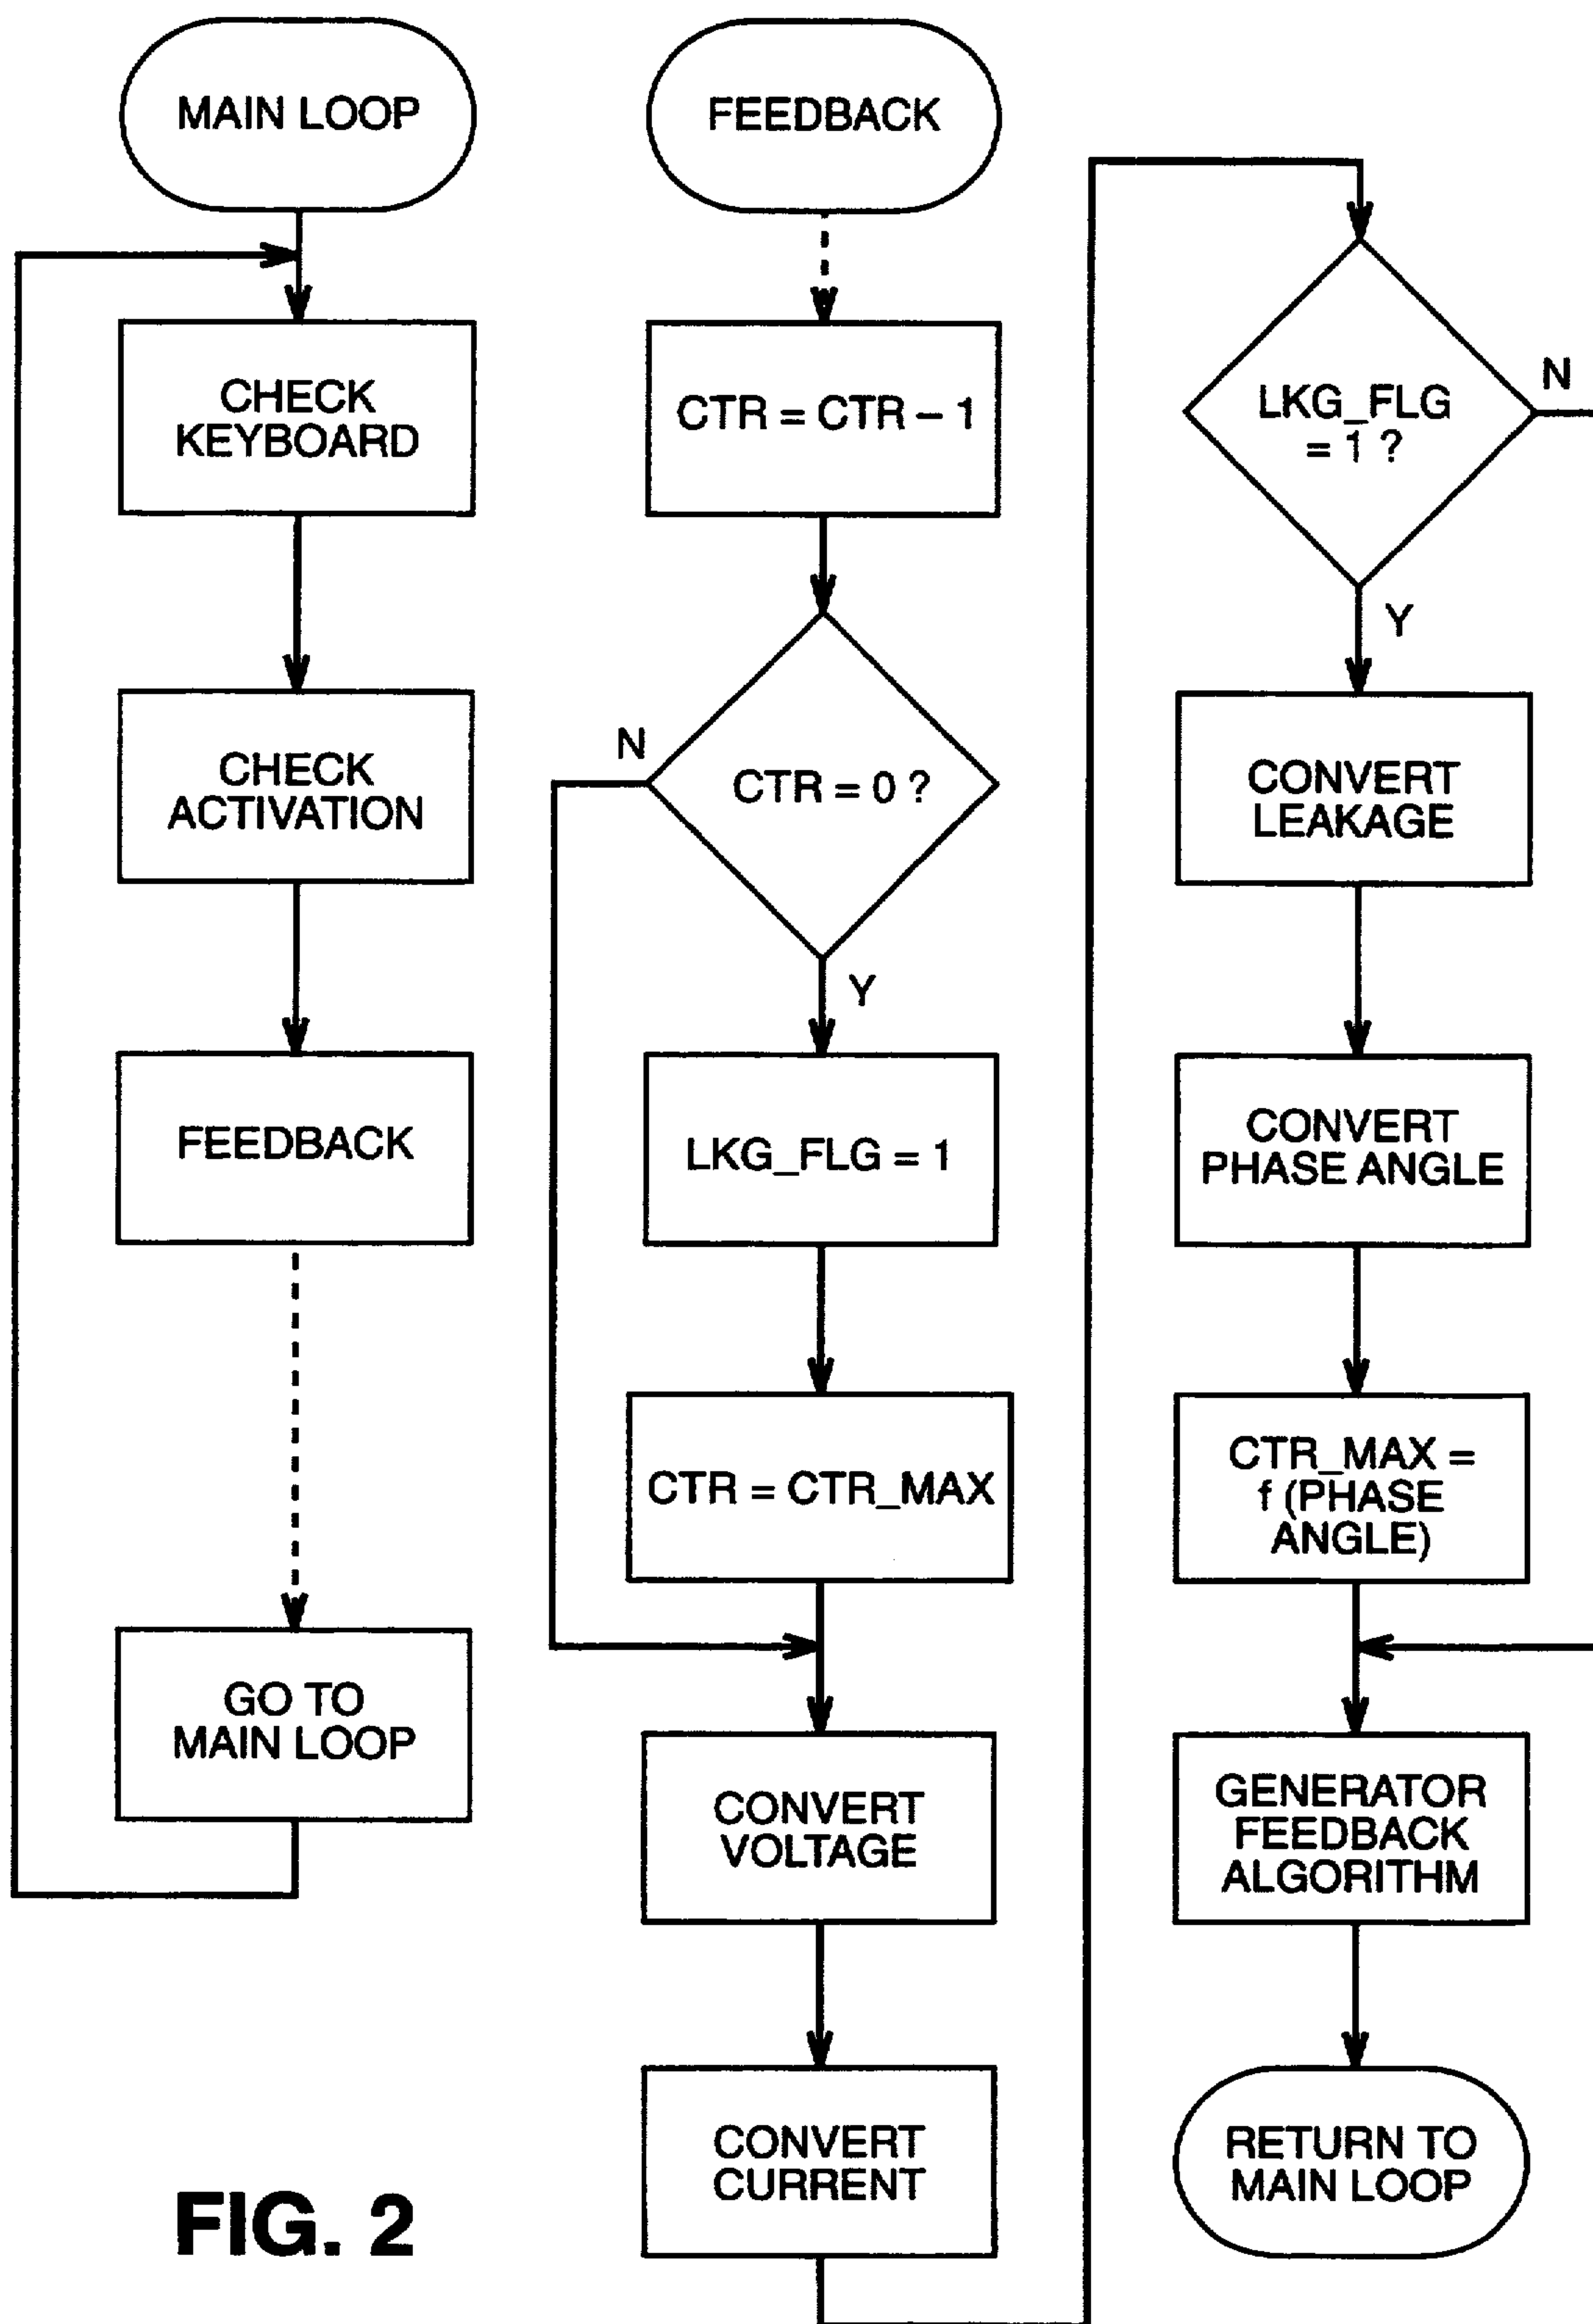 MAIN LOOP
CHECK
KEYBOARD
CHECK
ACTIVATION
FEEDBACK
GO TO
MAIN LOOP
FEEDBACK
CTR = CTR – 1
CTR = 0 ?
N
Y
LKG_FLG = 1
CTR = CTR_MAX
CONVERT
VOLTAGE
CONVERT
CURRENT
LKG_FLG
= 1 ?
N
Y
CONVERT
LEAKAGE
CONVERT
PHASE ANGLE
CTR_MAX =
f (PHASE
ANGLE)
GENERATOR
FEEDBACK
ALGORITHM
RETURN TO
MAIN LOOP
FIG. 2